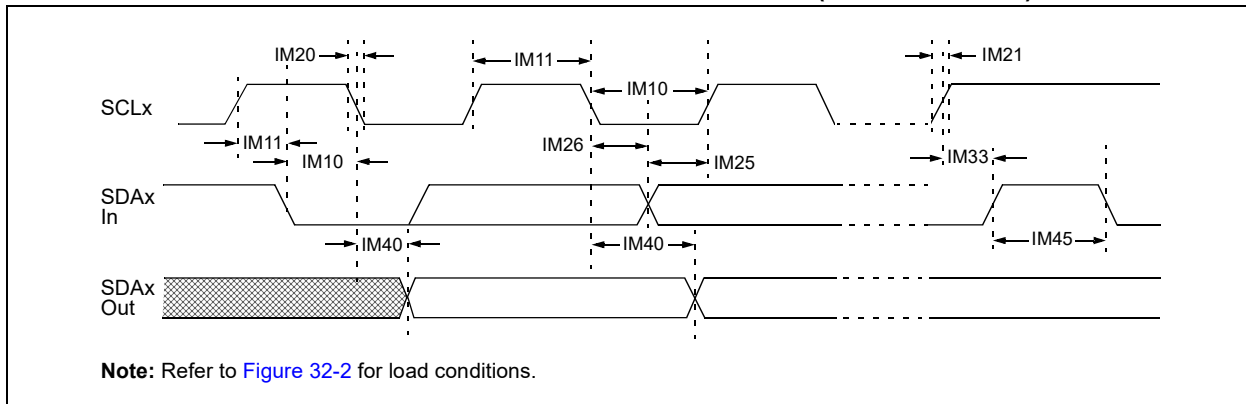 IM20
IM11
IM21
IM10
SCLx
IM11
IM26
IM10
IM25
IM33
SDAx
In
IM40
IM40
IM45
SDAx
Out
Note: Refer to Figure 32-2 for load conditions.